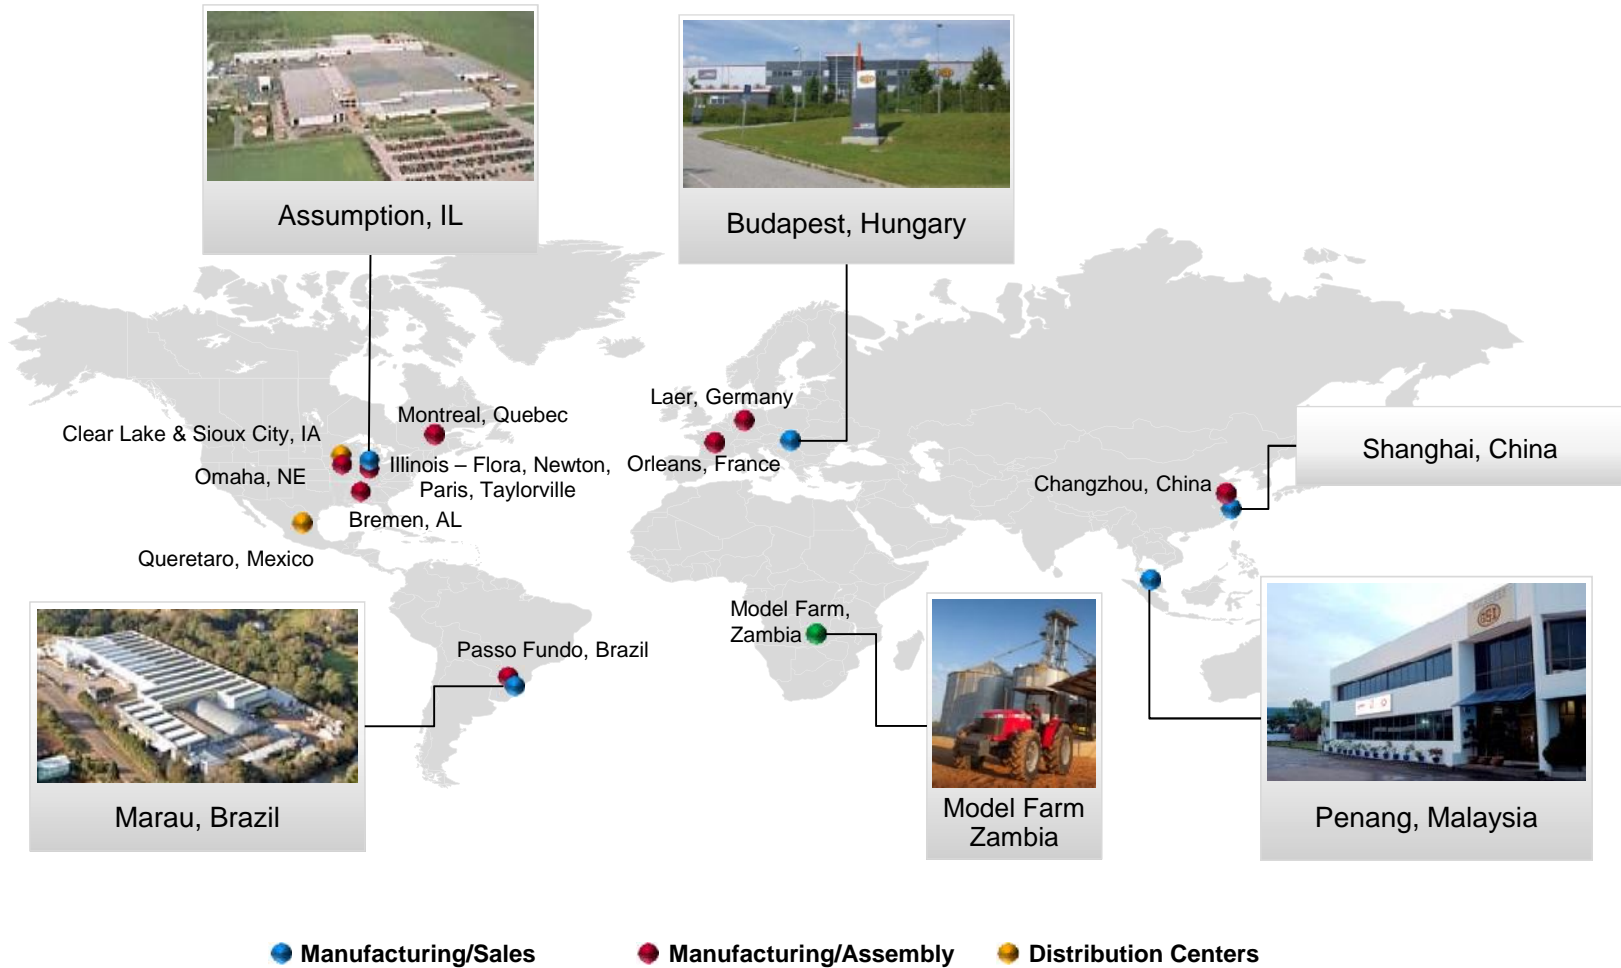 Assumption, IL
Budapest, Hungary
Laer, Germany
Montreal, Quebec
Clear Lake & Sioux City, IA
Omaha, NE
Illinois – Flora, Newton,
Paris, Taylorville
Orleans, France
Shanghai, China
Changzhou, China
Bremen, AL
Queretaro, Mexico
Model Farm,
Zambia
Passo Fundo, Brazil
Marau, Brazil
Model Farm
Zambia
Penang, Malaysia
Manufacturing/Sales
Manufacturing/Assembly
Distribution Centers